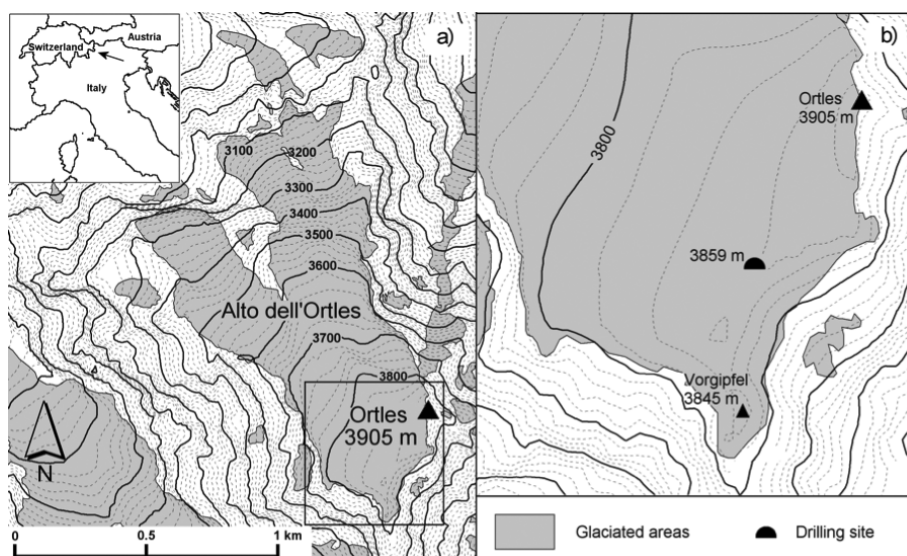 Switzerland
Austria
Italy
a)
3100
3200
3300
3400
3500
3600
Alto dell'Ortles
3700
3800
Ortles
3905 m
N
0 0.5 1 km
b)
3800
Ortles
3905 m
3859 m
Vorgipfel
3845 m
Glaciated areas
Drilling site